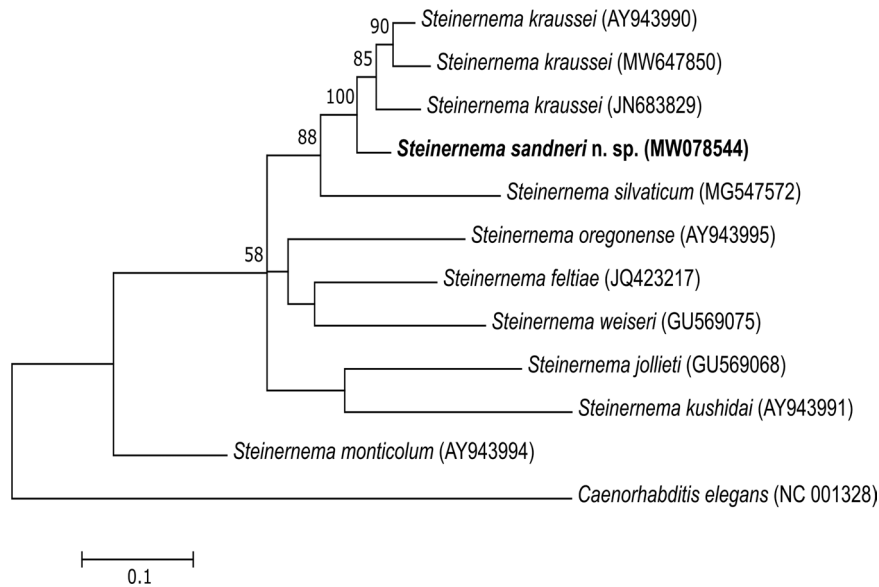 Steinernema kraussei (AY943990)
90
Steinernema kraussei (MW647850)
85
Steinernema kraussei (JN683829)
100
Steinernema sandneri n. sp. (MW078544)
88
Steinernema silvaticum (MG547572)
Steinernema oregonense (AY943995)
58
Steinernema feltiae (JQ423217)
Steinernema weiseri (GU569075)
Steinernema jollieti (GU569068)
Steinernema kushidai (AY943991)
Steinernema monticolum (AY943994)
Caenorhabditis elegans (NC 001328)
0.1